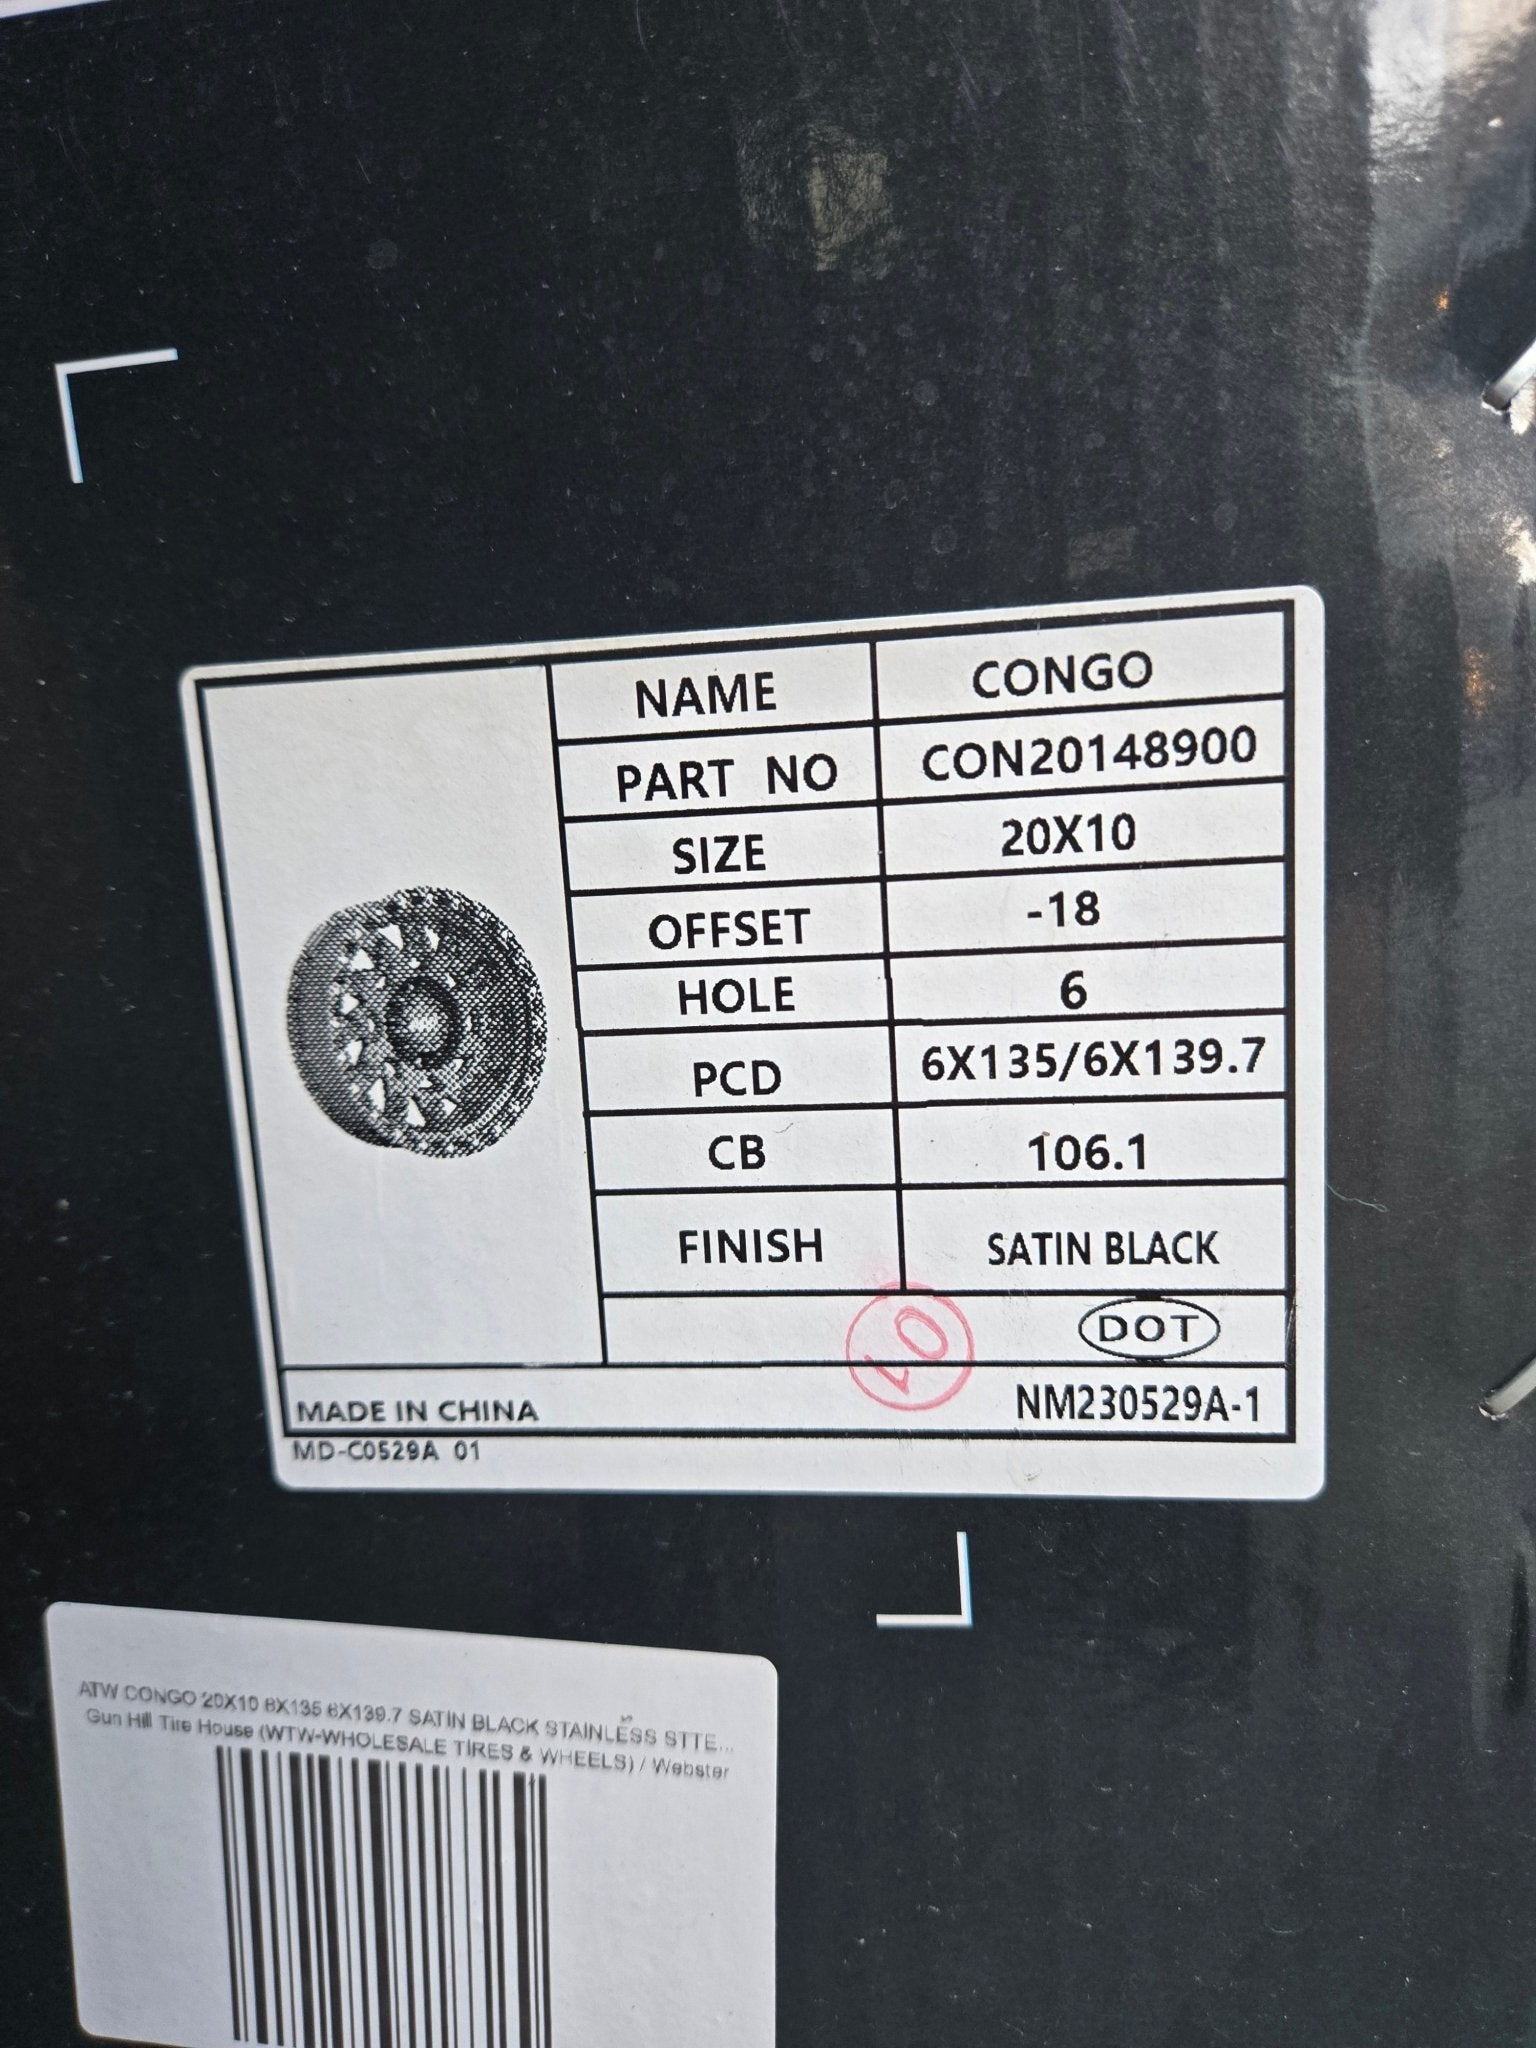 NAME CONGO
PART NO CON20148900
SIZE 20X10
OFFSET -18
HOLE 6
PCD 6X135/6X139.7
CB 106.1
FINISH SATIN BLACK
DOT
01
MADE IN CHINA NM230529A-1
MD-C0529A 01
ATW CONGO 20X10 6X135 6X139.7 SATIN BLACK STAINLESS STTE...
Gun Hill Tire House (WTW-WHOLESALE TIRES & WHEELS) / Webster